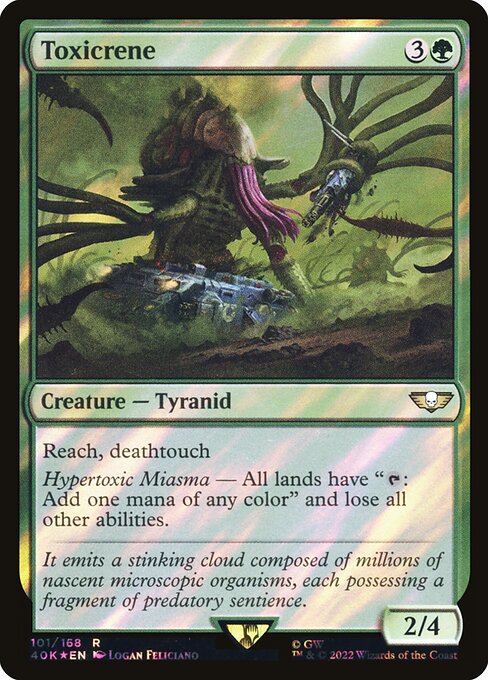 Toxicrene 3
Creature — Tyranid
Reach, deathtouch
Hypertoxic Miasma — All lands have “:
Add one mana of any color” and lose all
other abilities.
It emits a stinking cloud composed of millions of
nascent microscopic organisms, each possessing a
fragment of predatory sentience.
2/4
101/168 R
40K★EN Logan Feliciano
© GW
™ & © 2022 Wizards of the Coast